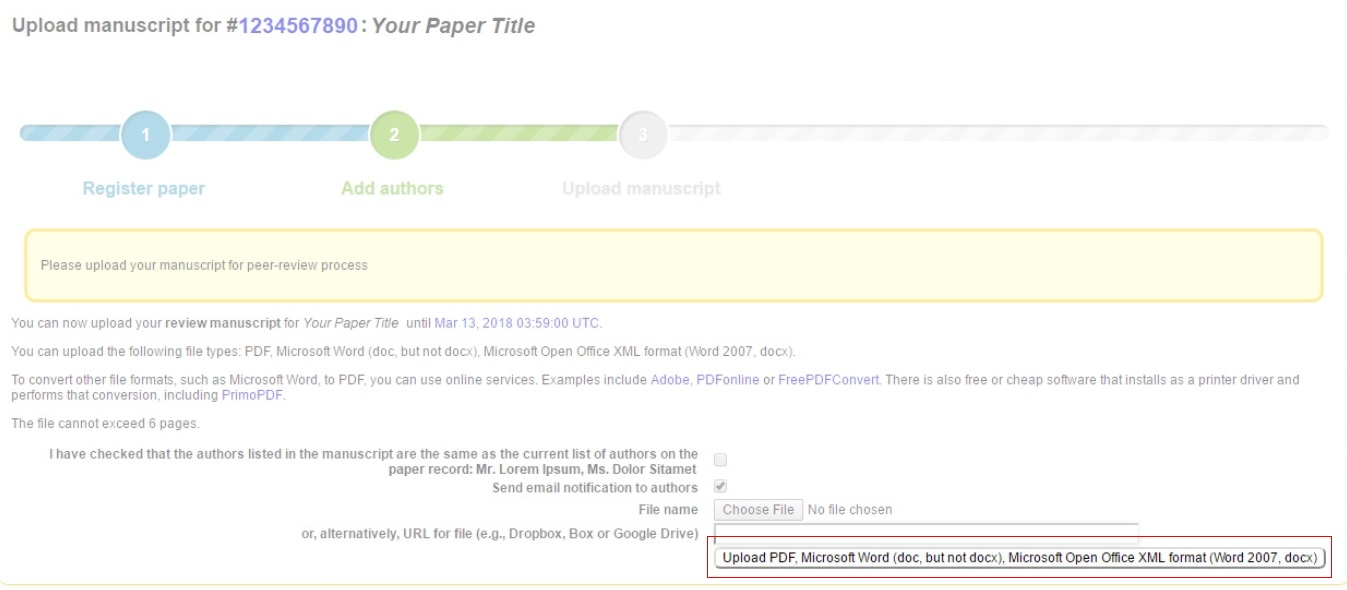 Upload manuscript for #1234567890: Your Paper Title
1
2
3
Register paper
Add authors
Upload manuscript
Please upload your manuscript for peer-review process
You can now upload your review manuscript for Your Paper Title until Mar 13, 2018 03:59:00 UTC.
You can upload the following file types: PDF, Microsoft Word (doc, but not docx), Microsoft Open Office XML format (Word 2007, docx).
To convert other file formats, such as Microsoft Word, to PDF, you can use online services. Examples include Adobe, PDFonline or FreePDFConvert. There is also free or cheap software that installs as a printer driver and
performs that conversion, including PrimoPDF.
The file cannot exceed 6 pages.
I have checked that the authors listed in the manuscript are the same as the current list of authors on the
paper record: Mr. Lorem Ipsum, Ms. Dolor Sitamet
Send email notification to authors
File name Choose File No file chosen
or, alternatively, URL for file (e.g., Dropbox, Box or Google Drive)
Upload PDF, Microsoft Word (doc, but not docx), Microsoft Open Office XML format (Word 2007, docx)